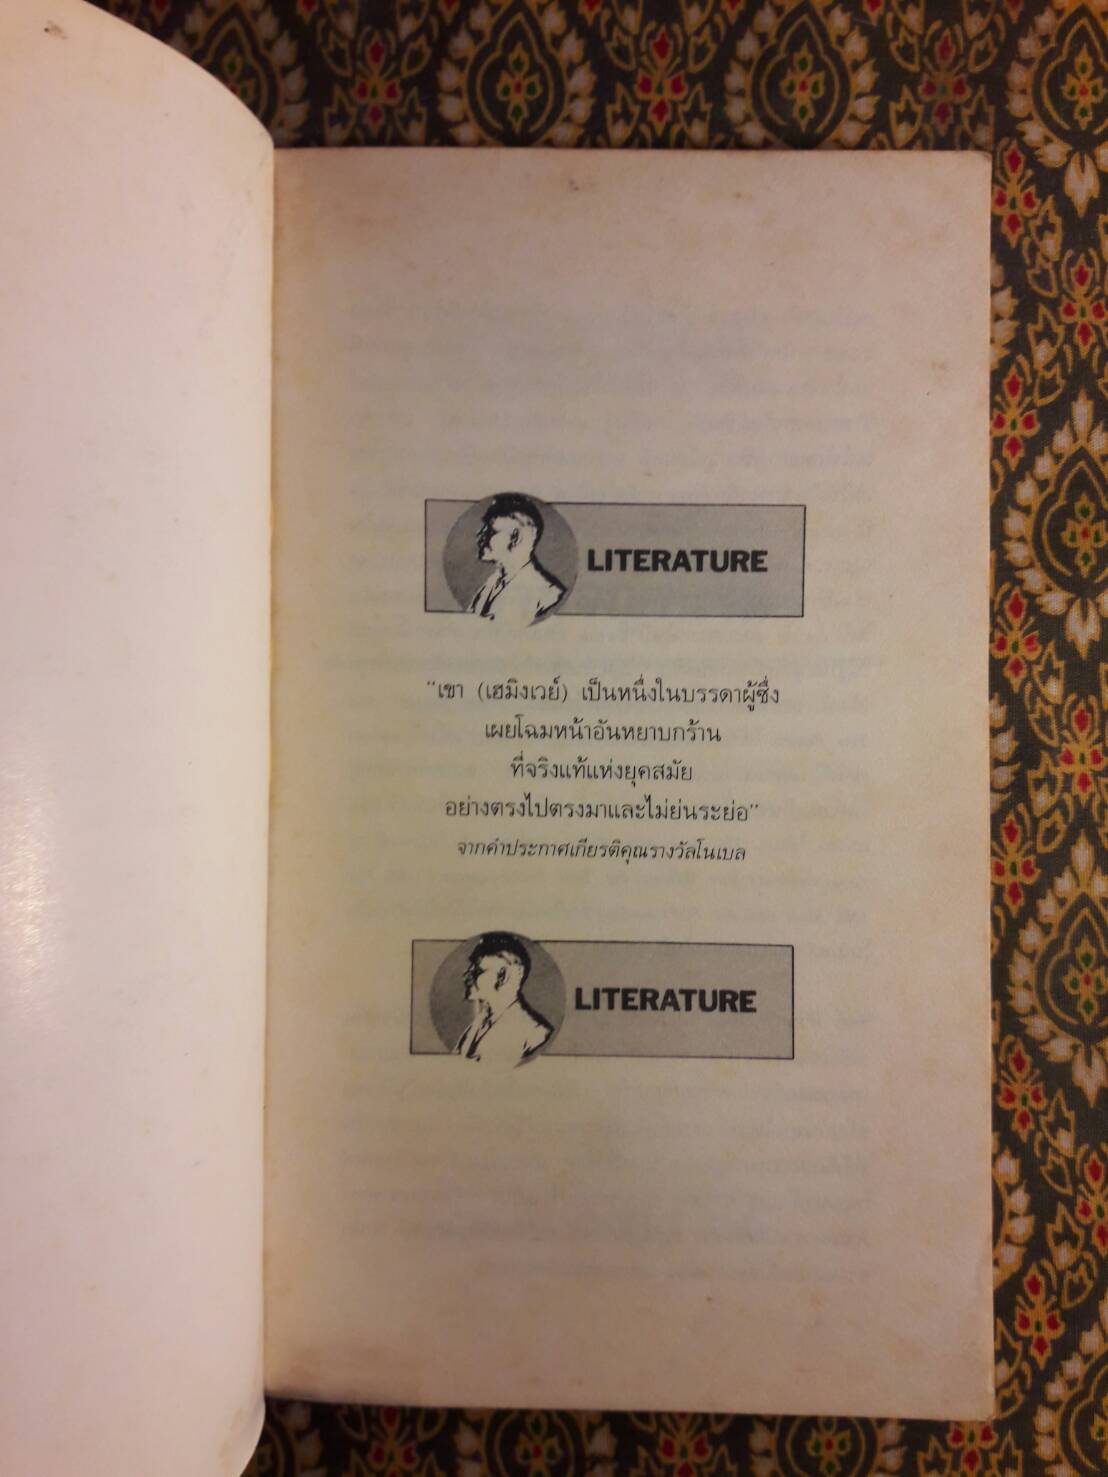 LITERATURE
“เขา (เฮมิงเวย์) เป็นหนึ่งในบรรดาผู้ซึ่ง
เผยโฉมหน้าอันหยาบกร้าน
ที่จริงแท้แห่งยุคสมัย
อย่างตรงไปตรงมาและไม่ย่นระย่อ”
จากคำประกาศเกียรติคุณรางวัลโนเบล
LITERATURE